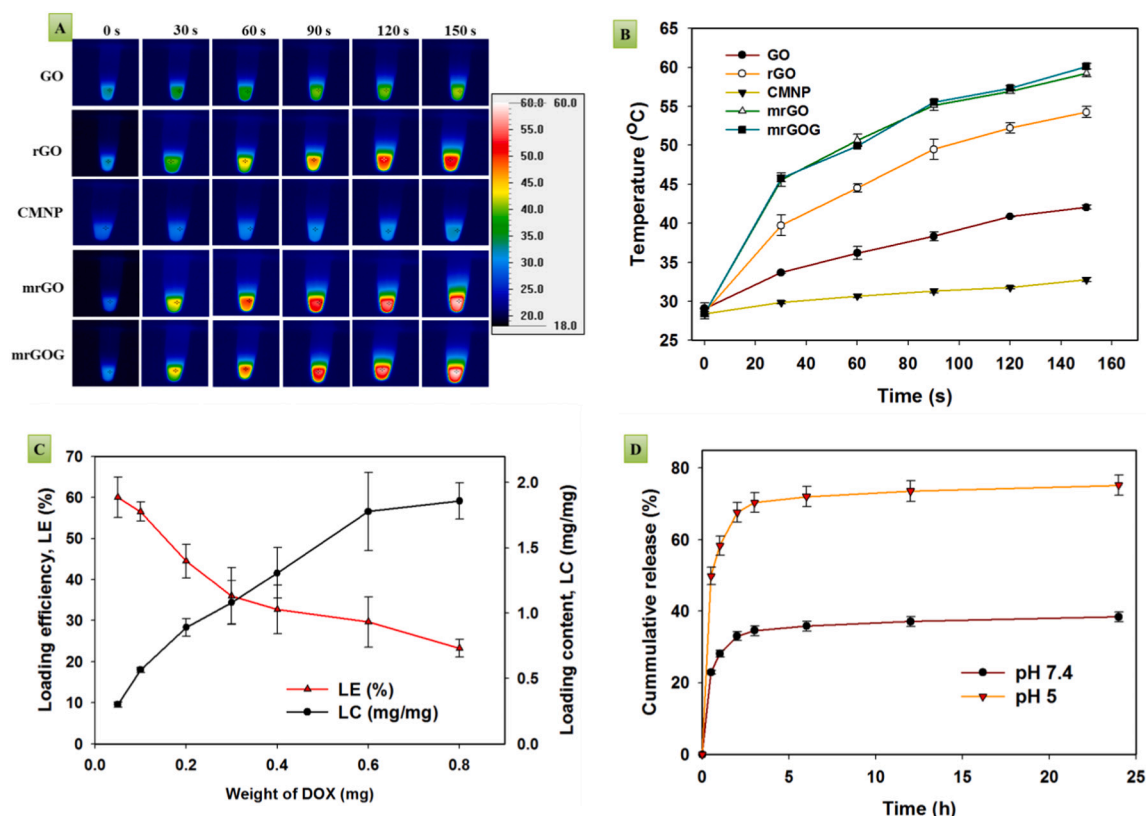 A
0 s 30 s 60 s 90 s 120 s 150 s
GO
rGO
CMNP
mrGO
mrGOG
60.0 60.0
50.0
45.0
40.0
35.0
30.0
25.0
22.0
20.0
18.0
B
65
60
55
50
45
40
35
30
25
Temperature (OC)
GO
rGO
CMNP
mrGO
mrGOG
0 20 40 60 80 100 120 140 160
Time (s)
C
70
60
50
40
30
20
10
0
Loading efficiency, LE (%)
LE (%)
LC (mg/mg)
2.0
1.5
1.0
0.5
0.0
Loading content, LC (mg/mg)
0.0 0.2 0.4 0.6 0.8
Weight of DOX (mg)
D
80
60
40
20
0
Cummulative release (%)
pH 7.4
pH 5
0 5 10 15 20 25
Time (h)